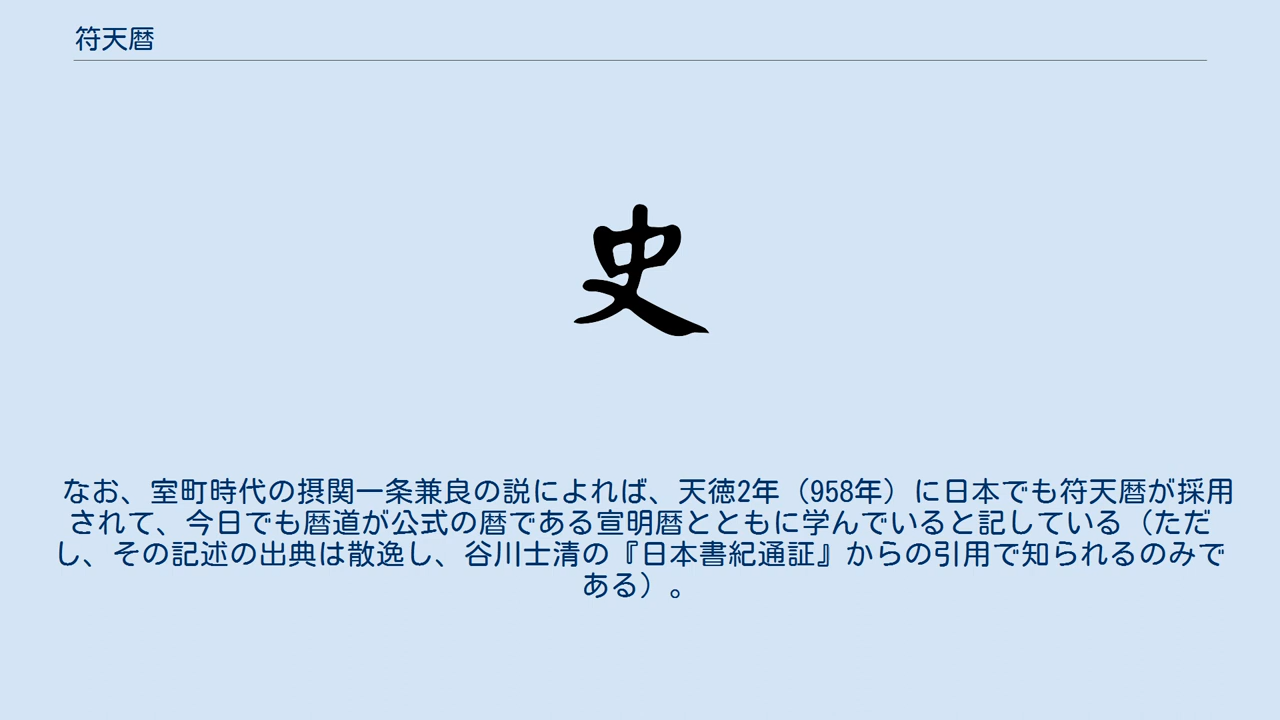 符天暦
史
なお、室町時代の摂関一条兼良の説によれば、天徳2年（958年）に日本でも符天暦が採用
されて、今日でも暦道が公式の暦である宣明暦とともに学んでいると記している（ただ
し、その記述の出典は散逸し、谷川士清の『日本書紀通証』からの引用で知られるのみで
ある）。